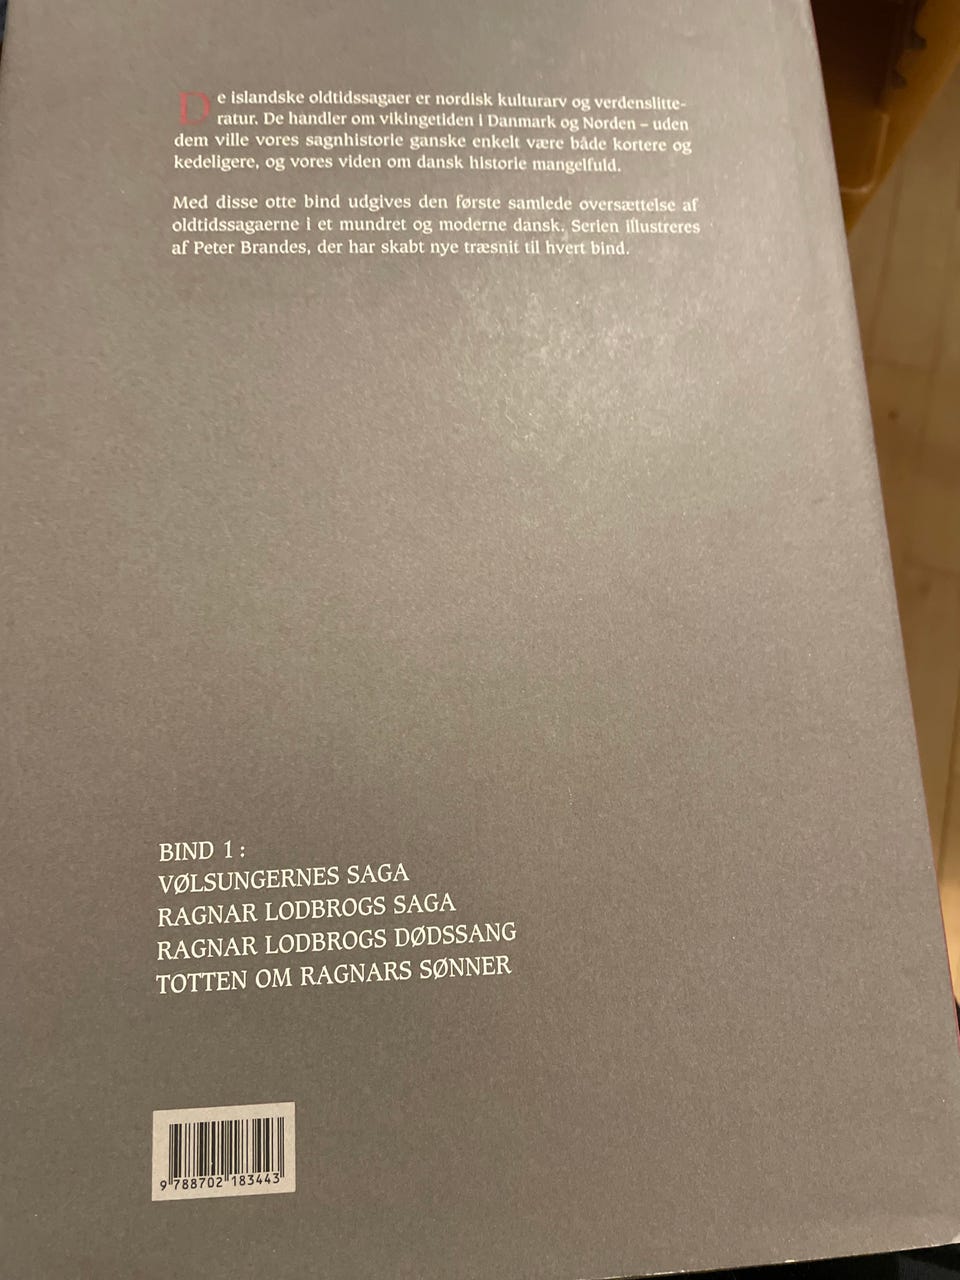 De islandske oldtidssagaer er nordisk kulturarv og verdenslitte-
ratur. De handler om vikingetiden i Danmark og Norden – uden
dem ville vores sagnhistorie ganske enkelt være både kortere og
kedeligere, og vores viden om dansk historie mangelfuld.
Med disse otte bind udgives den første samlede oversættelse af
oldtidssagaerne i et mundret og moderne dansk. Serien illustreres
af Peter Brandes, der har skabt nye træsnit til hvert bind.
BIND 1:
VØLSUNGERNES SAGA
RAGNAR LODBROGS SAGA
RAGNAR LODBROGS DØDSSANG
TOTTEN OM RAGNARS SØNNER
9 788702 183443